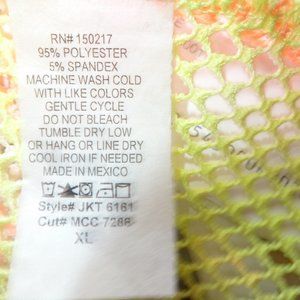 RN# 150217
95% POLYESTER
5% SPANDEX
MACHINE WASH COLD
WITH LIKE COLORS
GENTLE CYCLE
DO NOT BLEACH
TUMBLE DRY LOW
OR HANG OR LINE DRY
COOL IRON IF NEEDED
MADE IN MEXICO
Style# JKT 6161
Cut# MCC 7286
XL